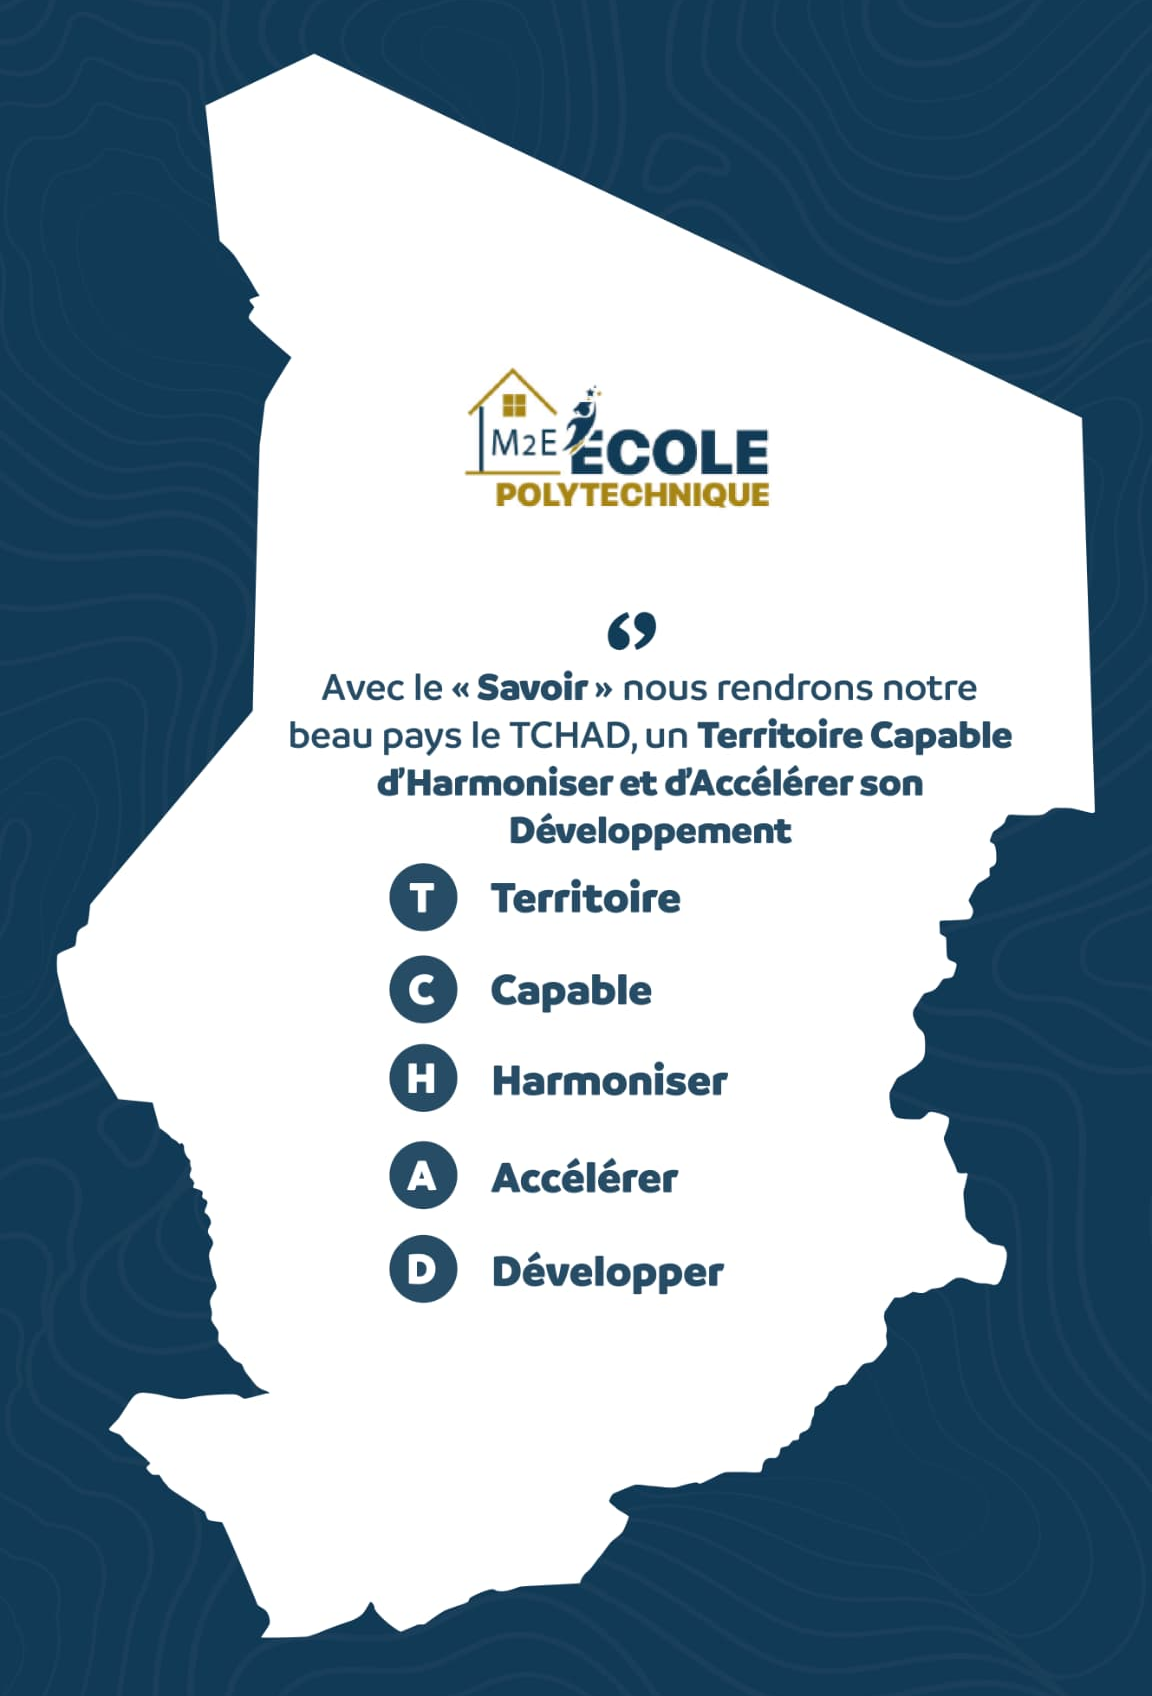 M2E ÉCOLE
POLYTECHNIQUE
Avec le « Savoir » nous rendrons notre
beau pays le TCHAD, un Territoire Capable
d'Harmoniser et d'Accélérer son
Développement
T Territoire
C Capable
H Harmoniser
A Accélérer
D Développer